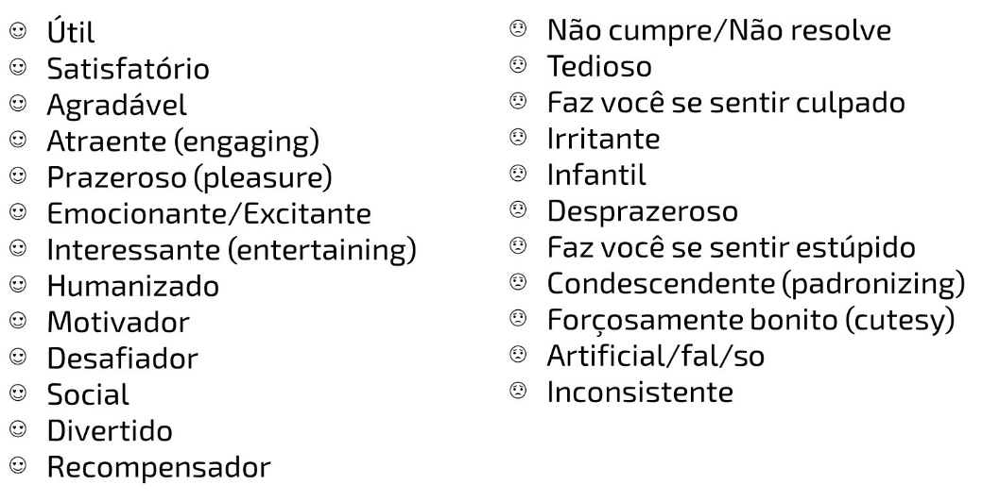 Útil
Satisfatório
Agradável
Atraente (engaging)
Prazeroso (pleasure)
Emocionante/Excitante
Interessante (entertaining)
Humanizado
Motivador
Desafiador
Social
Divertido
Recompensador
Não cumpre/Não resolve
Tedioso
Faz você se sentir culpado
Irritante
Infantil
Desprazeroso
Faz você se sentir estúpido
Condescendente (padronizing)
Forçosamente bonito (cutesy)
Artificial/fal/so
Inconsistente